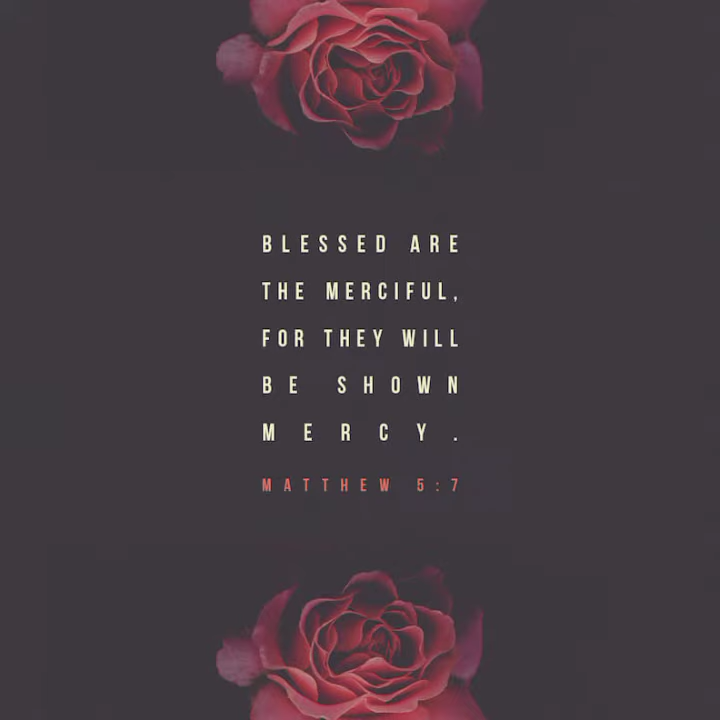 BLESSED ARE
THE MERCIFUL,
FOR THEY WILL
BE SHOWN
MERCY.
MATTHEW 5:7